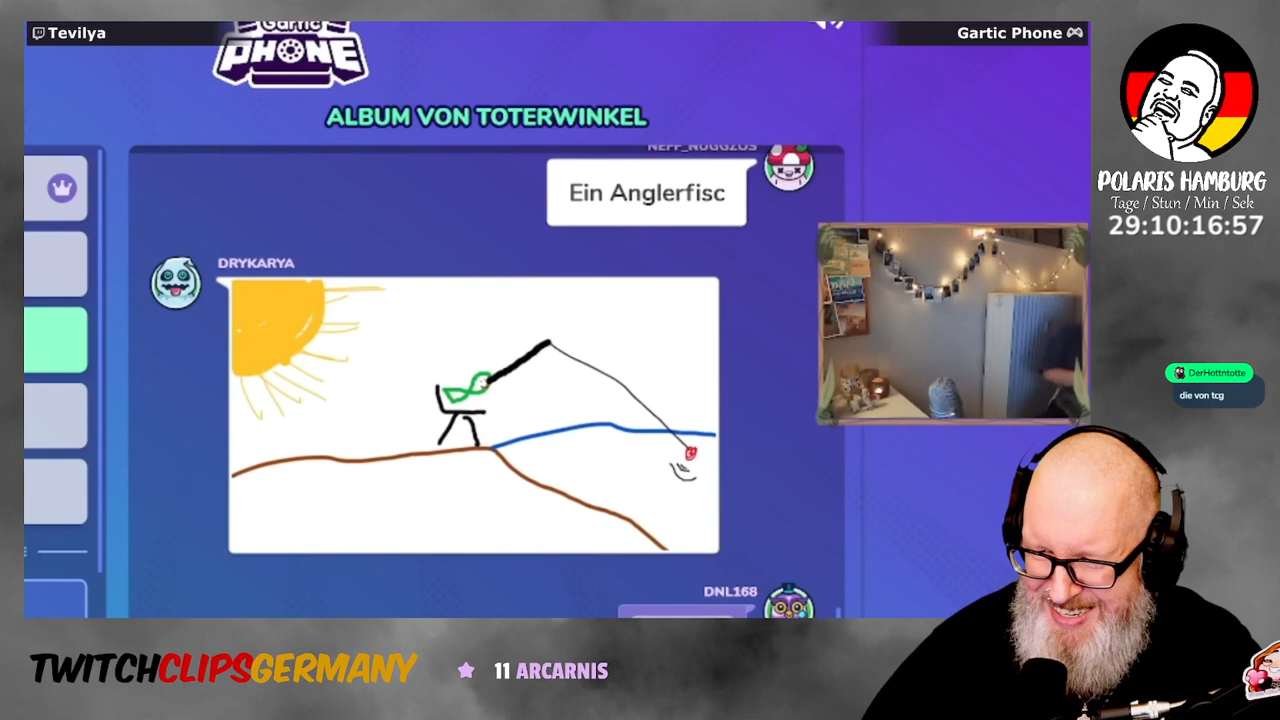 Tevilya
Gartic
PHONE
Gartic Phone
ALBUM VON TOTERWINKEL
NEFF_NUGGZUS
Ein Anglerfisc
DRYKARYA
DNL168
POLARIS HAMBURG
Tage / Stun / Min / Sek
29:10:16:57
DerHottntotte
die von tcg
TWITCHCLIPSGERMANY
11 ARCARNIS